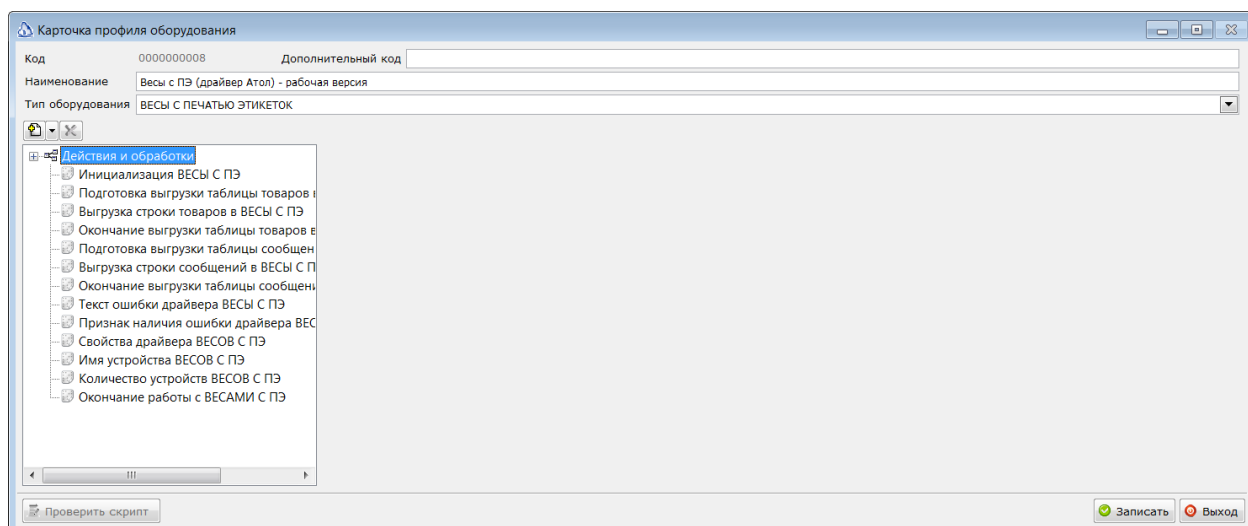 Карточка профиля оборудования
Код 0000000008 Дополнительный код
Наименование Весы с ПЭ (драйвер Атол) - рабочая версия
Тип оборудования ВЕСЫ С ПЕЧАТЬЮ ЭТИКЕТОК
Действия и обработки
Инициализация ВЕСЫ С ПЭ
Подготовка выгрузки таблицы товаров
Выгрузка строки товаров в ВЕСЫ С ПЭ
Окончание выгрузки таблицы товаров в
Подготовка выгрузки таблицы сообщен
Выгрузка строки сообщений в ВЕСЫ С П
Окончание выгрузки таблицы сообщен
Текст ошибки драйвера ВЕСЫ С ПЭ
Признак наличия ошибки драйвера ВЕС
Свойства драйвера ВЕСОВ С ПЭ
Имя устройства ВЕСОВ С ПЭ
Количество устройств ВЕСОВ С ПЭ
Окончание работы с ВЕСАМИ С ПЭ
Проверить скрипт Записать Выход